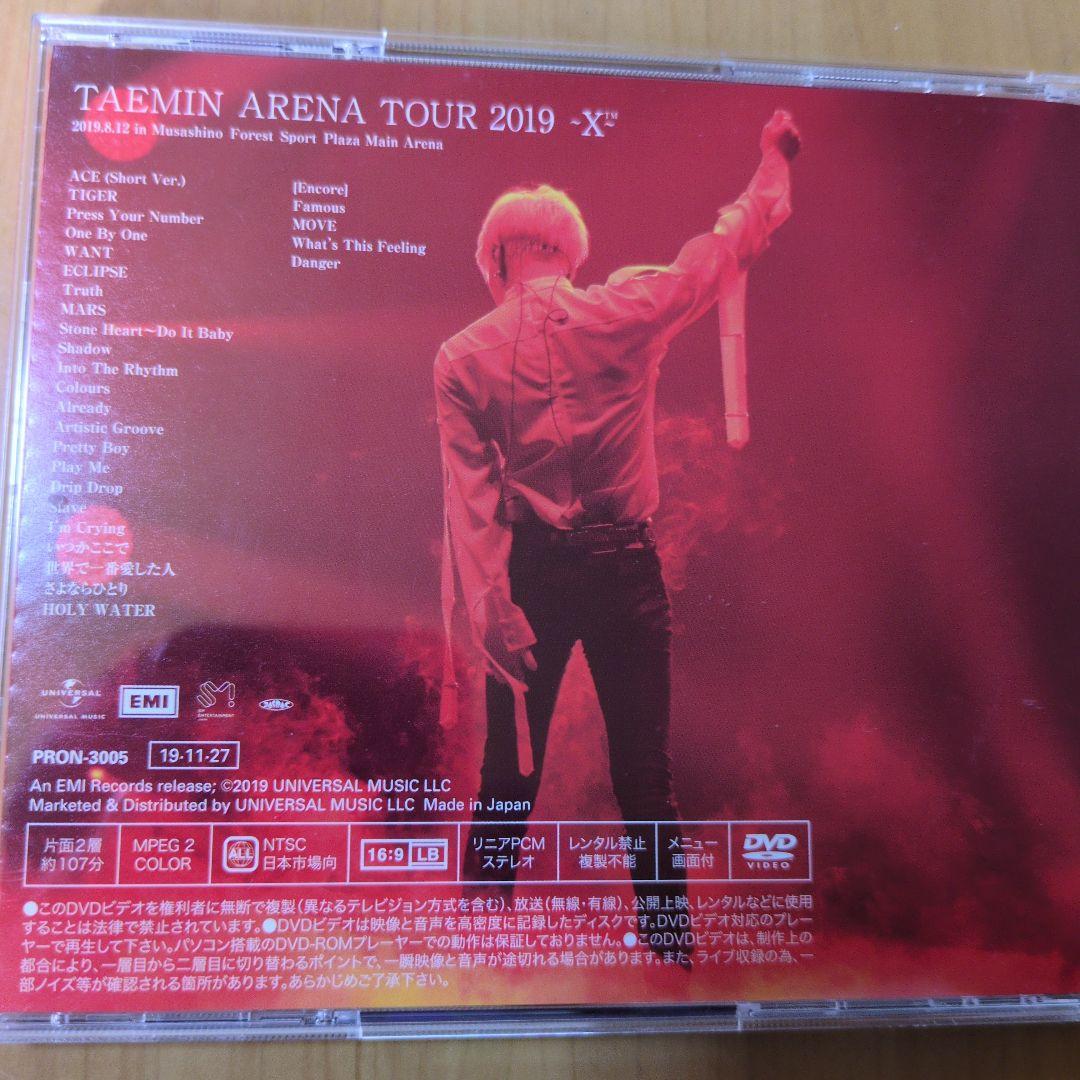 TAEMIN ARENA TOUR 2019 ~X™~
2019.8.12 in Musashino Forest Sport Plaza Main Arena
ACE (Short Ver.)
TIGER
Press Your Number
One By One
WANT
ECLIPSE
Truth
MARS
Stone Heart~Do It Baby
Shadow
Into The Rhythm
Colours
Already
Artistic Groove
Pretty Boy
Play Me
Drip Drop
Slave
I'm Crying
いつかここで
世界で一番愛した人
さよならひとり
HOLY WATER
[Encore]
Famous
MOVE
What's This Feeling
Danger
UNIVERSAL
UNIVERSAL MUSIC
EMI
SM!
ENTERTAINMENT
PRON-3005
19-11-27
An EMI Records release; ©2019 UNIVERSAL MUSIC LLC
Marketed & Distributed by UNIVERSAL MUSIC LLC Made in Japan
片面2層
約107分
MPEG 2
COLOR
ALL
NTSC
日本市場向
16:9 LB
リニアPCM
ステレオ
レンタル禁止
複製不能
メニュー
画面付
DVD
VIDEO
●このDVDビデオを権利者に無断で複製(異なるテレビジョン方式を含む)、放送(無線・有線)、公開上映、レンタルなどに使用
することは法律で禁止されています。●DVDビデオは映像と音声を高密度に記録したディスクです。DVDビデオ対応のプレー
ヤーで再生して下さい。パソコン搭載のDVD-ROMプレーヤーでの動作は保証しておりません。●このDVDビデオは、制作上の
都合により、一層目から二層目に切り替わるポイントで、一瞬映像と音声が途切れる場合があります。また、ライブ収録の為、一
部ノイズ等が確認される箇所があります。あらかじめご了承下さい。